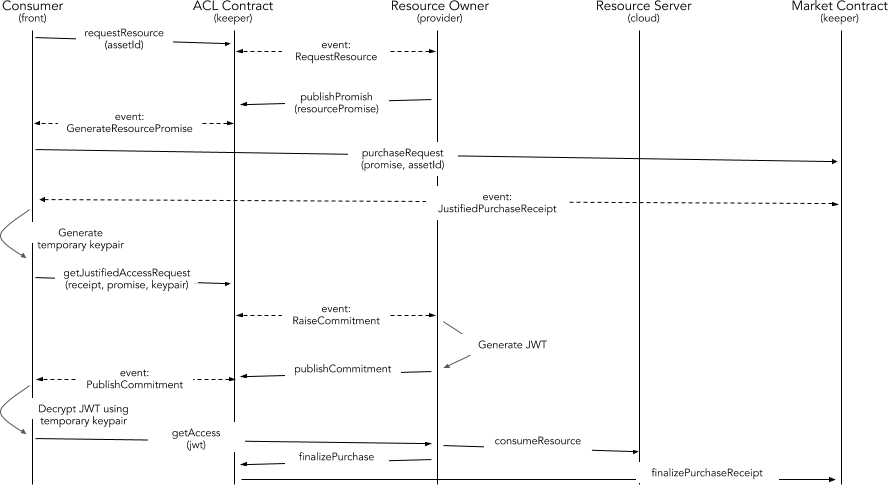 Consumer
(front)
ACL Contract
(keeper)
Resource Owner
(provider)
Resource Server
(cloud)
Market Contract
(keeper)
requestResource
(assetId)
event:
RequestResource
publishPromish
(resourcePromise)
event:
GenerateResourcePromise
purchaseRequest
(promise, assetId)
event:
JustifiedPurchaseReceipt
Generate
temporary keypair
getJustifiedAccessRequest
(receipt, promise, keypair)
event:
RaiseCommitment
Generate JWT
publishCommitment
event:
PublishCommitment
Decrypt JWT using
temporary keypair
getAccess
(jwt)
consumeResource
finalizePurchase
finalizePurchaseReceipt